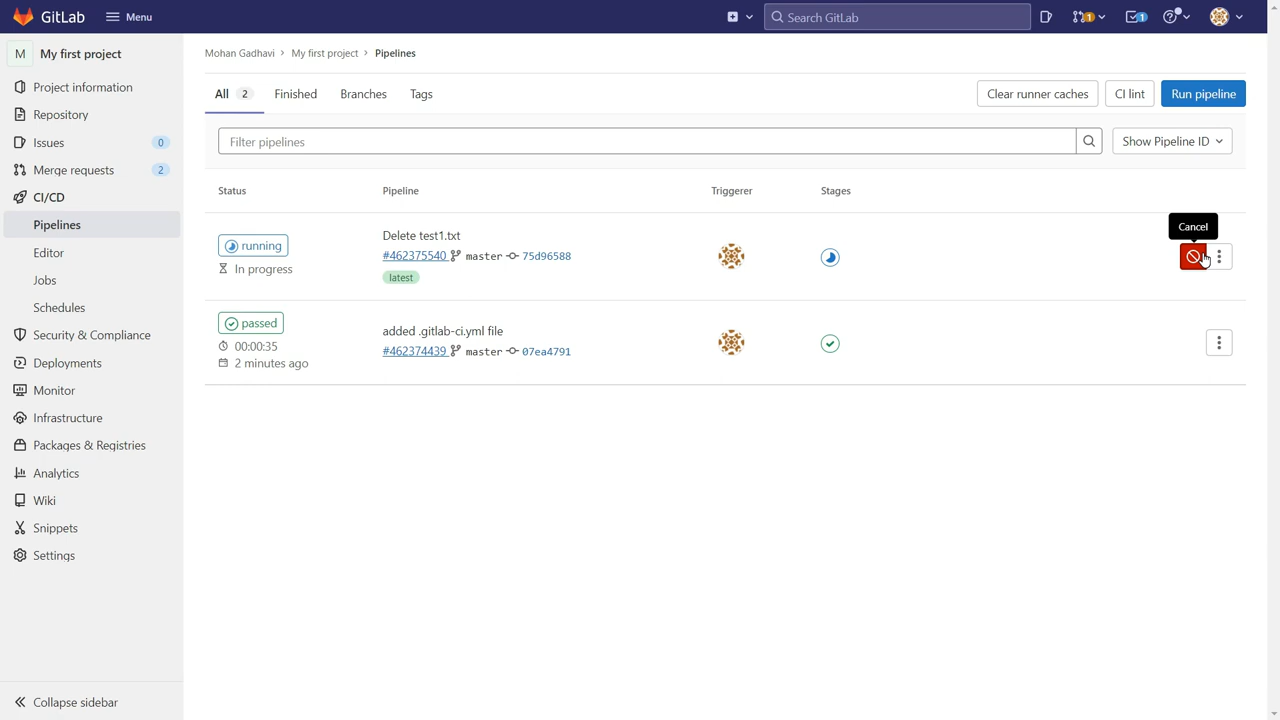 GitLab
Menu
Search GitLab
1
1
M My first project
Mohan Gadhavi > My first project > Pipelines
Project information
Repository
Issues 0
Merge requests 2
CI/CD
Pipelines
Editor
Jobs
Schedules
Security & Compliance
Deployments
Monitor
Infrastructure
Packages & Registries
Analytics
Wiki
Snippets
Settings
Collapse sidebar
All 2 Finished Branches Tags
Clear runner caches CI lint Run pipeline
Filter pipelines
Show Pipeline ID
Status Pipeline Triggerer Stages
running
In progress
Delete test1.txt
#462375540 master 75d96588
latest
Cancel
passed
00:00:35
2 minutes ago
added .gitlab-ci.yml file
#462374439 master 07ea4791